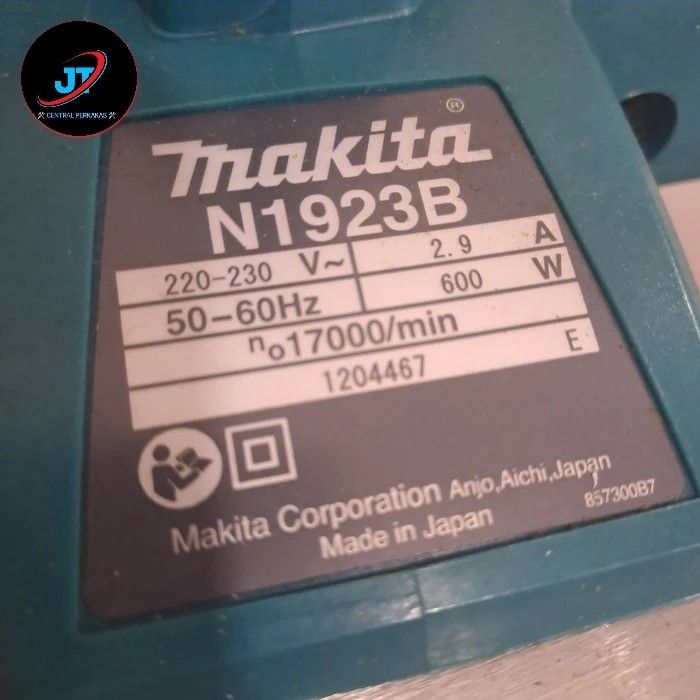 JT
CENTRAL PERKAKAS
makita®
N1923B
220-230 V~ 2.9 A
50-60Hz 600 W
no17000/min
1204467 E
Makita Corporation Anjo,Aichi,Japan
Made in Japan 857300B7